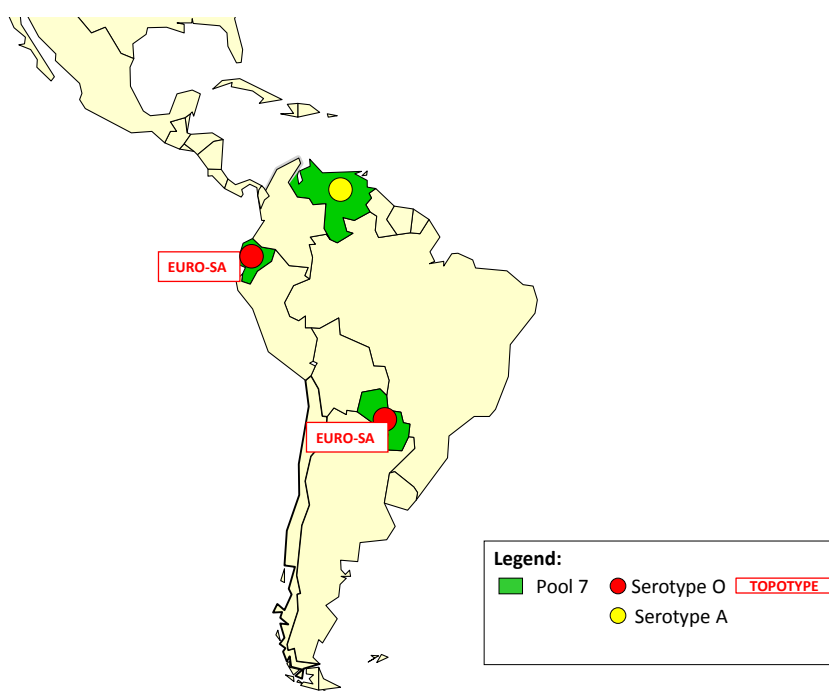 EURO-SA
EURO-SA
Legend:
Pool 7
Serotype O
TOPOTYPE
Serotype A